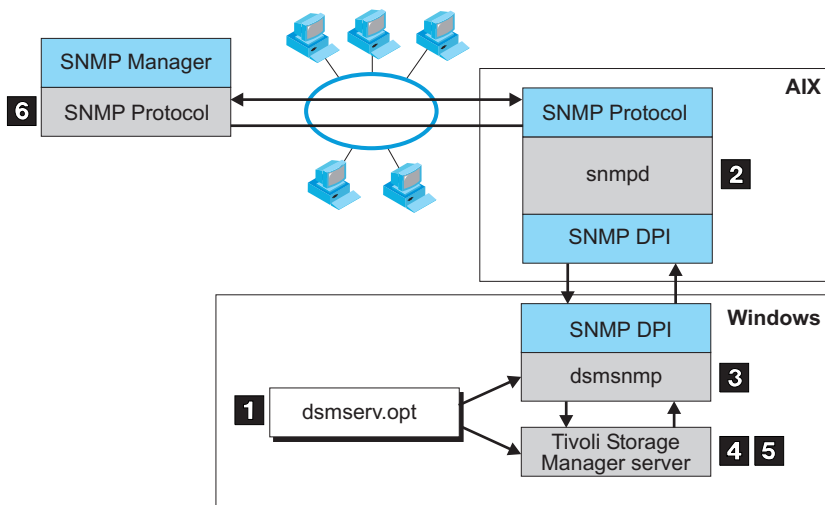 SNMP Manager
6
SNMP Protocol
AIX
SNMP Protocol
snmpd
2
SNMP DPI
Windows
SNMP DPI
dsmsnmp
3
1
dsmserv.opt
Tivoli Storage
Manager server
4 5